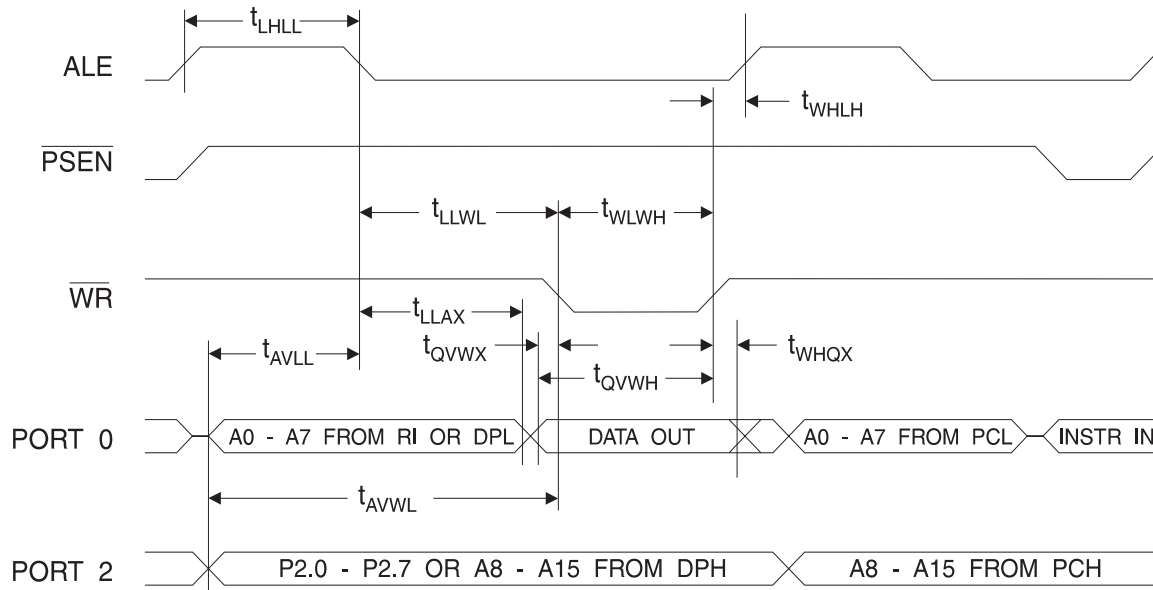 tLHLL
ALE
tWHLH
PSEN
tLLWL
tWLWH
WR
tLLAX
tQVWX
tWHQX
tAVLL
tQVWH
PORT 0
A0 - A7 FROM RI OR DPL
DATA OUT
A0 - A7 FROM PCL
INSTR IN
tAVWL
PORT 2
P2.0 - P2.7 OR A8 - A15 FROM DPH
A8 - A15 FROM PCH